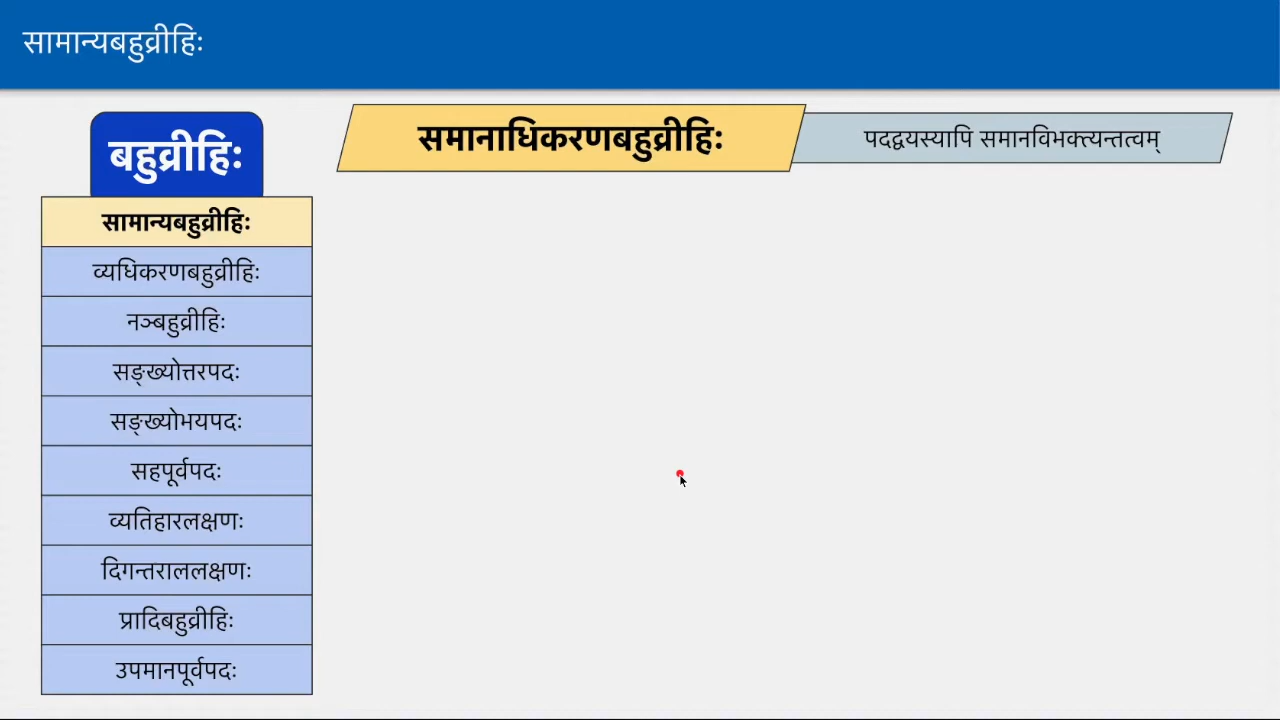 सामान्यबहुव्रीहिः
बहुव्रीहिः
सामान्यबहुव्रीहिः
व्यधिकरणबहुव्रीहिः
नञ्बहुव्रीहिः
सङ्ख्योत्तरपदः
सङ्ख्योभयपदः
सहपूर्वपदः
व्यतिहारलक्षणः
दिगन्तराललक्षणः
प्रादिबहुव्रीहिः
उपमानपूर्वपदः
समानाधिकरणबहुव्रीहिः
पदद्वयस्यापि समानविभक्त्यन्तत्वम्